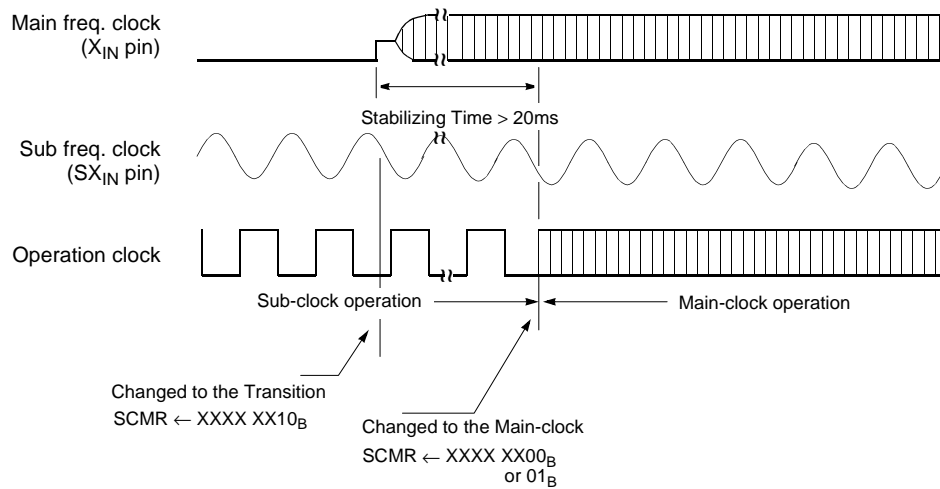 Main freq. clock
(XIN pin)
Stabilizing Time > 20ms
Sub freq. clock
(SXIN pin)
Operation clock
Sub-clock operation
Main-clock operation
Changed to the Transition
SCMR ← XXXX XX10B
Changed to the Main-clock
SCMR ← XXXX XX00B
or 01B